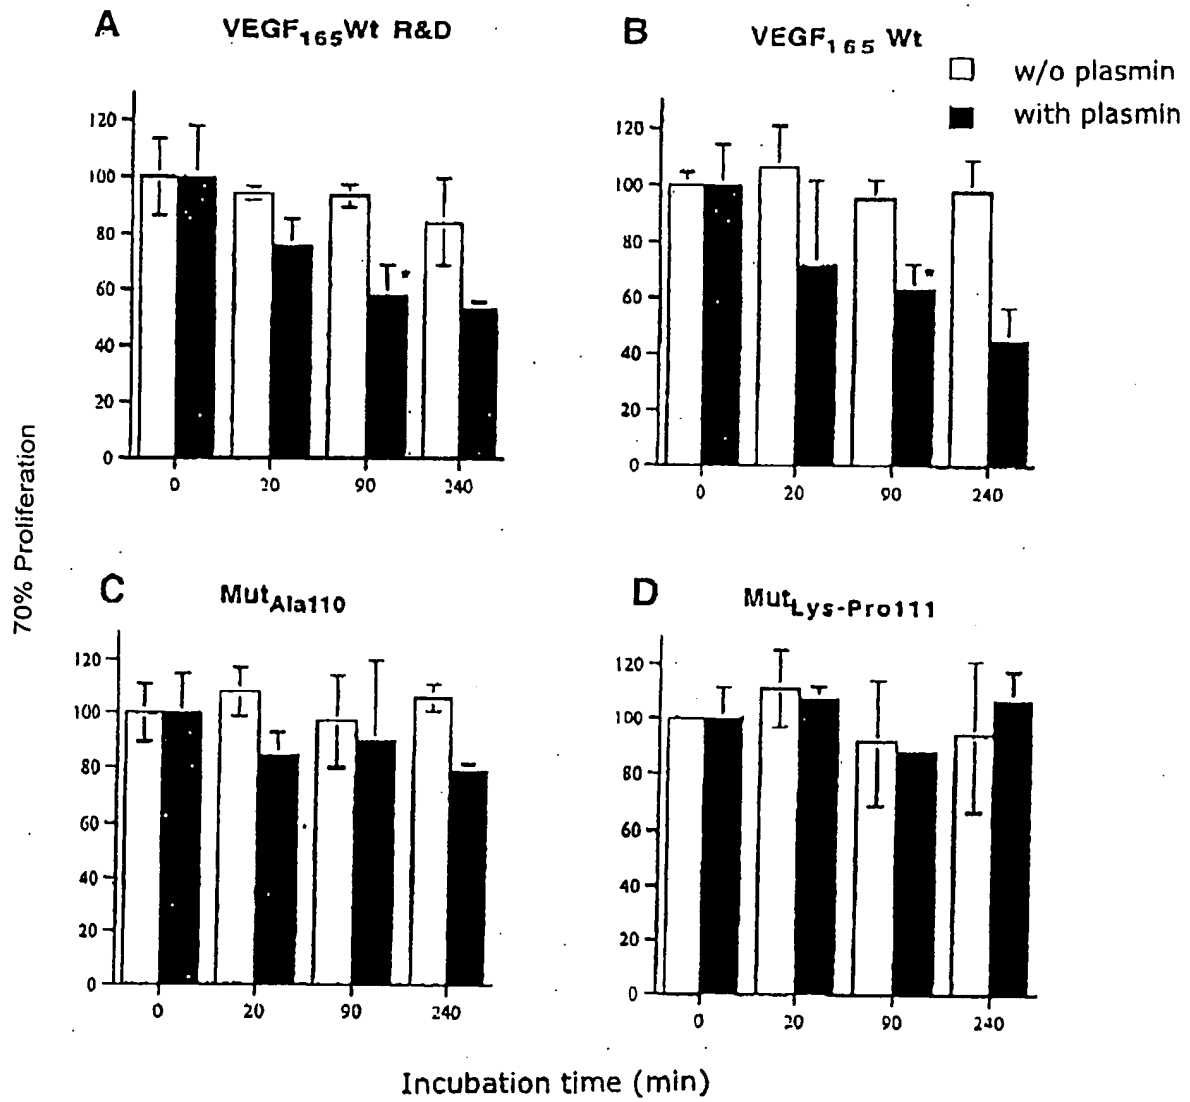 A
VEGF165Wt R&D
B
VEGF165 Wt
w/o plasmin
with plasmin
120
100
80
60
40
20
0
0 20 90 240
*
120
100
80
60
40
20
0
0 20 90 240
*
70% Proliferation
C
MutAla110
D
MutLys-Pro111
120
100
80
60
40
20
0
0 20 90 240
120
100
80
60
40
20
0
0 20 90 240
Incubation time (min)